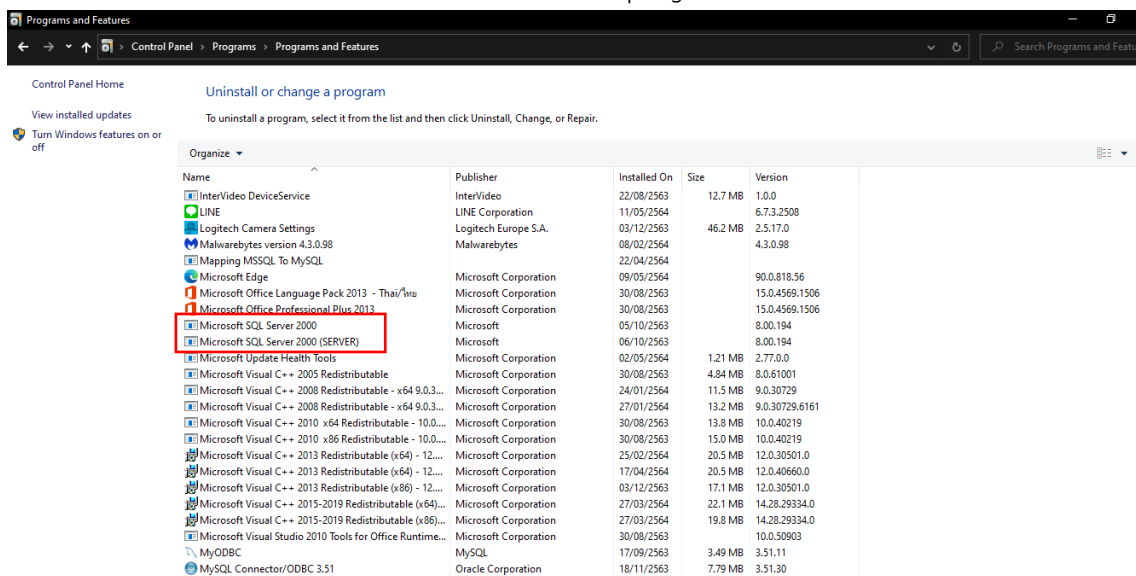 Programs and Features
Control Panel > Programs > Programs and Features
Search Programs and Featu
Control Panel Home
View installed updates
Turn Windows features on or
off
Uninstall or change a program
To uninstall a program, select it from the list and then click Uninstall, Change, or Repair.
Organize
Name Publisher Installed On Size Version
InterVideo DeviceService InterVideo 22/08/2563 12.7 MB 1.0.0
LINE LINE Corporation 11/05/2564 6.7.3.2508
Logitech Camera Settings Logitech Europe S.A. 03/12/2563 46.2 MB 2.5.17.0
Malwarebytes version 4.3.0.98 Malwarebytes 08/02/2564 4.3.0.98
Mapping MSSQL To MySQL 22/04/2564
Microsoft Edge Microsoft Corporation 09/05/2564 90.0.818.56
Microsoft Office Language Pack 2013 - Thai/ไทย Microsoft Corporation 30/08/2563 15.0.4569.1506
Microsoft Office Professional Plus 2013 Microsoft Corporation 30/08/2563 15.0.4569.1506
Microsoft SQL Server 2000 Microsoft 05/10/2563 8.00.194
Microsoft SQL Server 2000 (SERVER) Microsoft 06/10/2563 8.00.194
Microsoft Update Health Tools Microsoft Corporation 02/05/2564 1.21 MB 2.77.0.0
Microsoft Visual C++ 2005 Redistributable Microsoft Corporation 30/08/2563 4.84 MB 8.0.61001
Microsoft Visual C++ 2008 Redistributable - x64 9.0.3... Microsoft Corporation 24/01/2564 11.5 MB 9.0.30729
Microsoft Visual C++ 2008 Redistributable - x64 9.0.3... Microsoft Corporation 27/01/2564 13.2 MB 9.0.30729.6161
Microsoft Visual C++ 2010 x64 Redistributable - 10.0.... Microsoft Corporation 30/08/2563 13.8 MB 10.0.40219
Microsoft Visual C++ 2010 x86 Redistributable - 10.0.... Microsoft Corporation 30/08/2563 15.0 MB 10.0.40219
Microsoft Visual C++ 2013 Redistributable (x64) - 12.... Microsoft Corporation 25/02/2564 20.5 MB 12.0.30501.0
Microsoft Visual C++ 2013 Redistributable (x64) - 12.... Microsoft Corporation 17/04/2564 20.5 MB 12.0.40660.0
Microsoft Visual C++ 2013 Redistributable (x86) - 12.... Microsoft Corporation 03/12/2563 17.1 MB 12.0.30501.0
Microsoft Visual C++ 2015-2019 Redistributable (x64)... Microsoft Corporation 27/03/2564 22.1 MB 14.28.29334.0
Microsoft Visual C++ 2015-2019 Redistributable (x86)... Microsoft Corporation 27/03/2564 19.8 MB 14.28.29334.0
Microsoft Visual Studio 2010 Tools for Office Runtime... Microsoft Corporation 30/08/2563 10.0.50903
MyODBC MySQL 17/09/2563 3.49 MB 3.51.11
MySQL Connector/ODBC 3.51 Oracle Corporation 18/11/2563 7.79 MB 3.51.30